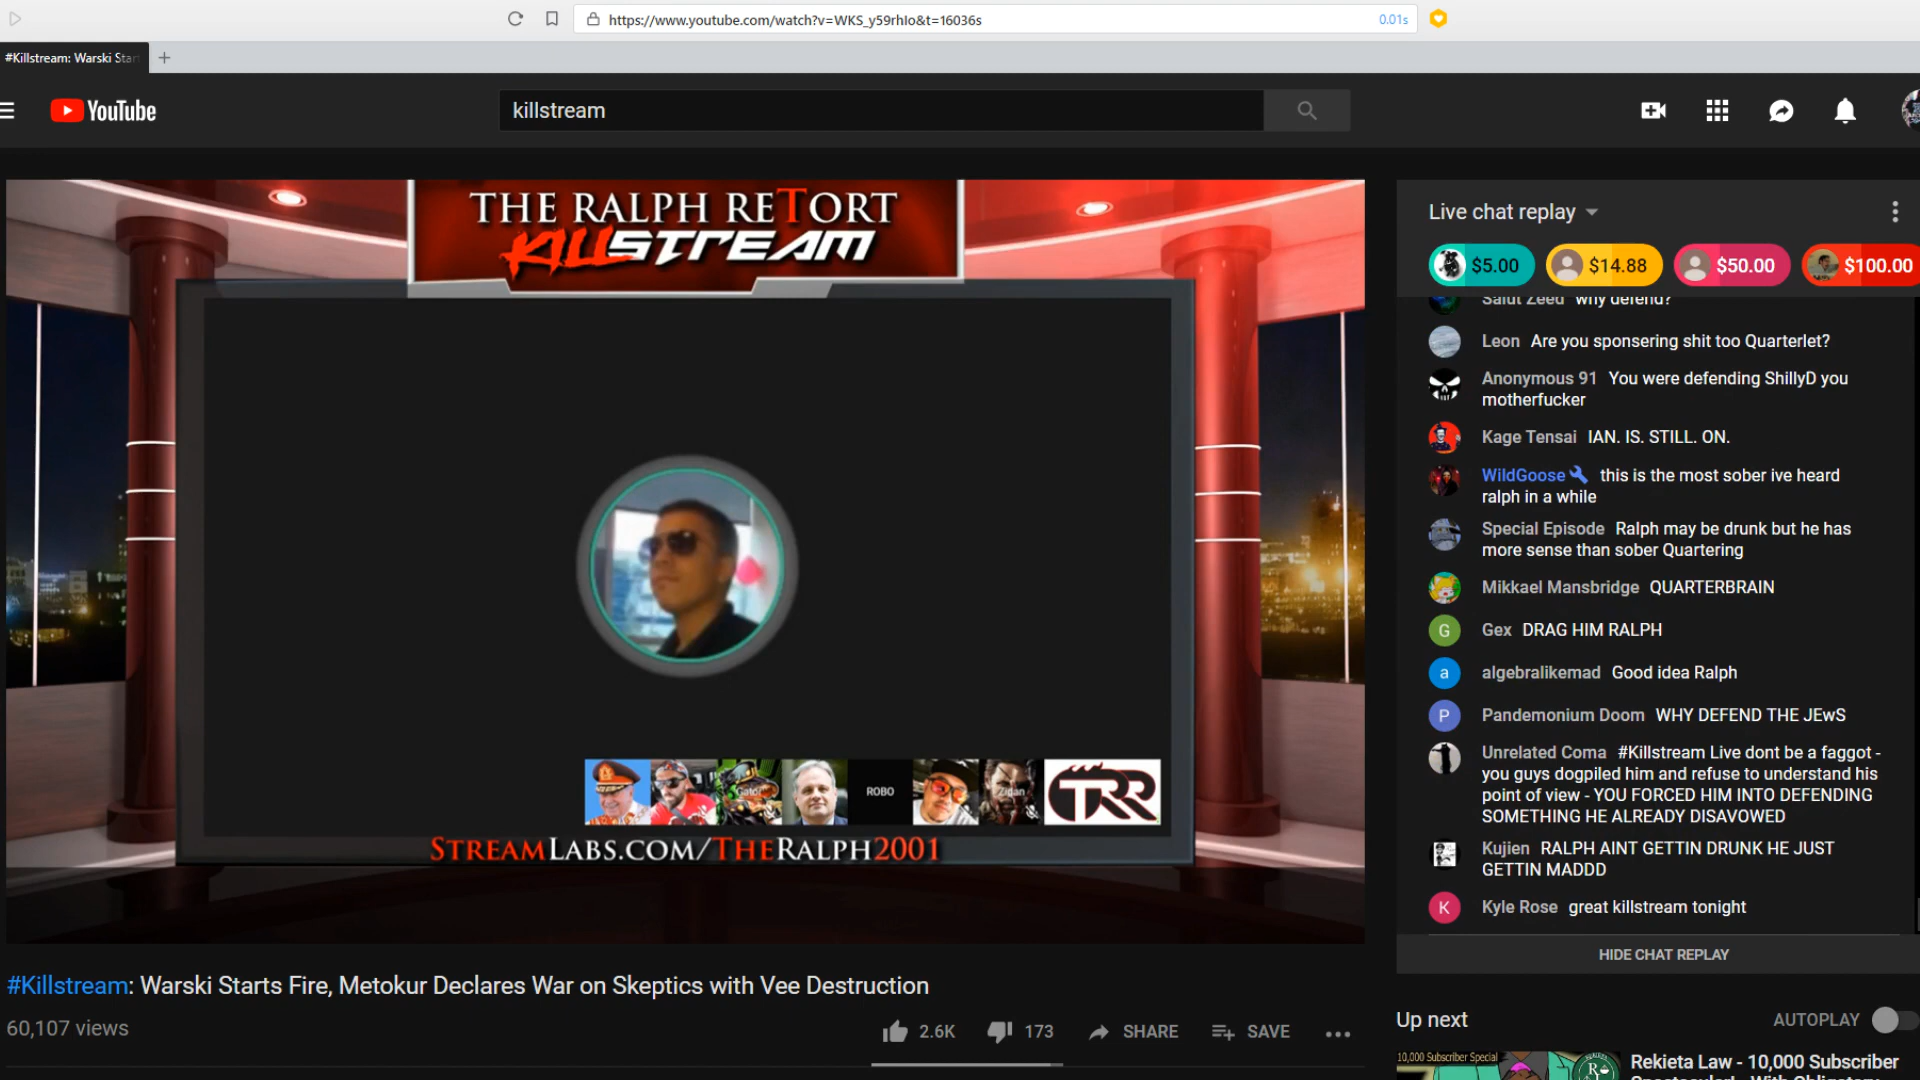 https://www.youtube.com/watch?v=WKS_y59rhIo&t=16036s
0.01s
#Killstream: Warski Star
YouTube
killstream
THE RALPH RETORT
KILLSTREAM
Gator
ROBO
Zidan
TRR
STREAMLABS.COM/THERALPH2001
Live chat replay
$5.00
$14.88
$50.00
$100.00
Salut Zeed why defend?
Leon Are you sponsering shit too Quarterlet?
Anonymous 91 You were defending ShillyD you
motherfucker
Kage Tensai IAN. IS. STILL. ON.
WildGoose this is the most sober ive heard
ralph in a while
Special Episode Ralph may be drunk but he has
more sense than sober Quartering
Mikkael Mansbridge QUARTERBRAIN
G
Gex DRAG HIM RALPH
a
algebralikemad Good idea Ralph
P
Pandemonium Doom WHY DEFEND THE JEwS
Unrelated Coma #Killstream Live dont be a faggot -
you guys dogpiled him and refuse to understand his
point of view - YOU FORCED HIM INTO DEFENDING
SOMETHING HE ALREADY DISAVOWED
Kujien RALPH AINT GETTIN DRUNK HE JUST
GETTIN MADDD
K
Kyle Rose great killstream tonight
HIDE CHAT REPLAY
#Killstream: Warski Starts Fire, Metokur Declares War on Skeptics with Vee Destruction
60,107 views
2.6K
173
SHARE
SAVE
Up next
AUTOPLAY
10,000 Subscriber Special
Rekieta Law - 10,000 Subscriber